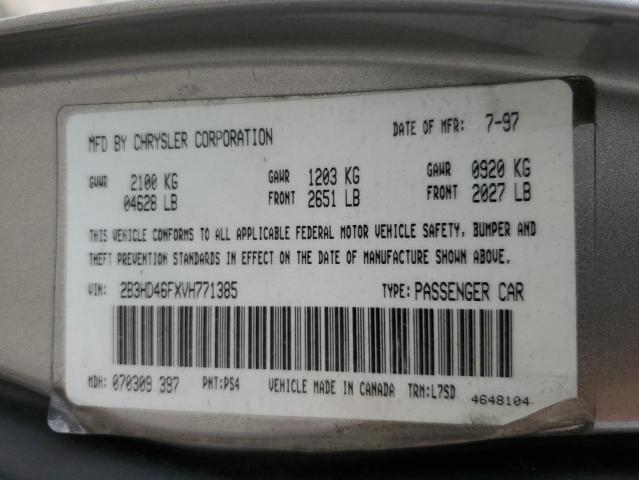 MFD BY CHRYSLER CORPORATION DATE OF MFR: 7-97
GVWR 2100 KG GAWR 1203 KG GAWR 0920 KG
04628 LB FRONT 2651 LB FRONT 2027 LB
THIS VEHICLE CONFORMS TO ALL APPLICABLE FEDERAL MOTOR VEHICLE SAFETY, BUMPER AND
THEFT PREVENTION STANDARDS IN EFFECT ON THE DATE OF MANUFACTURE SHOWN ABOVE.
VIN: 2B3HD46FXVH771385 TYPE: PASSENGER CAR
MDH: 070309 397 PNT: PS4 VEHICLE MADE IN CANADA TRM: L7SD 4648104